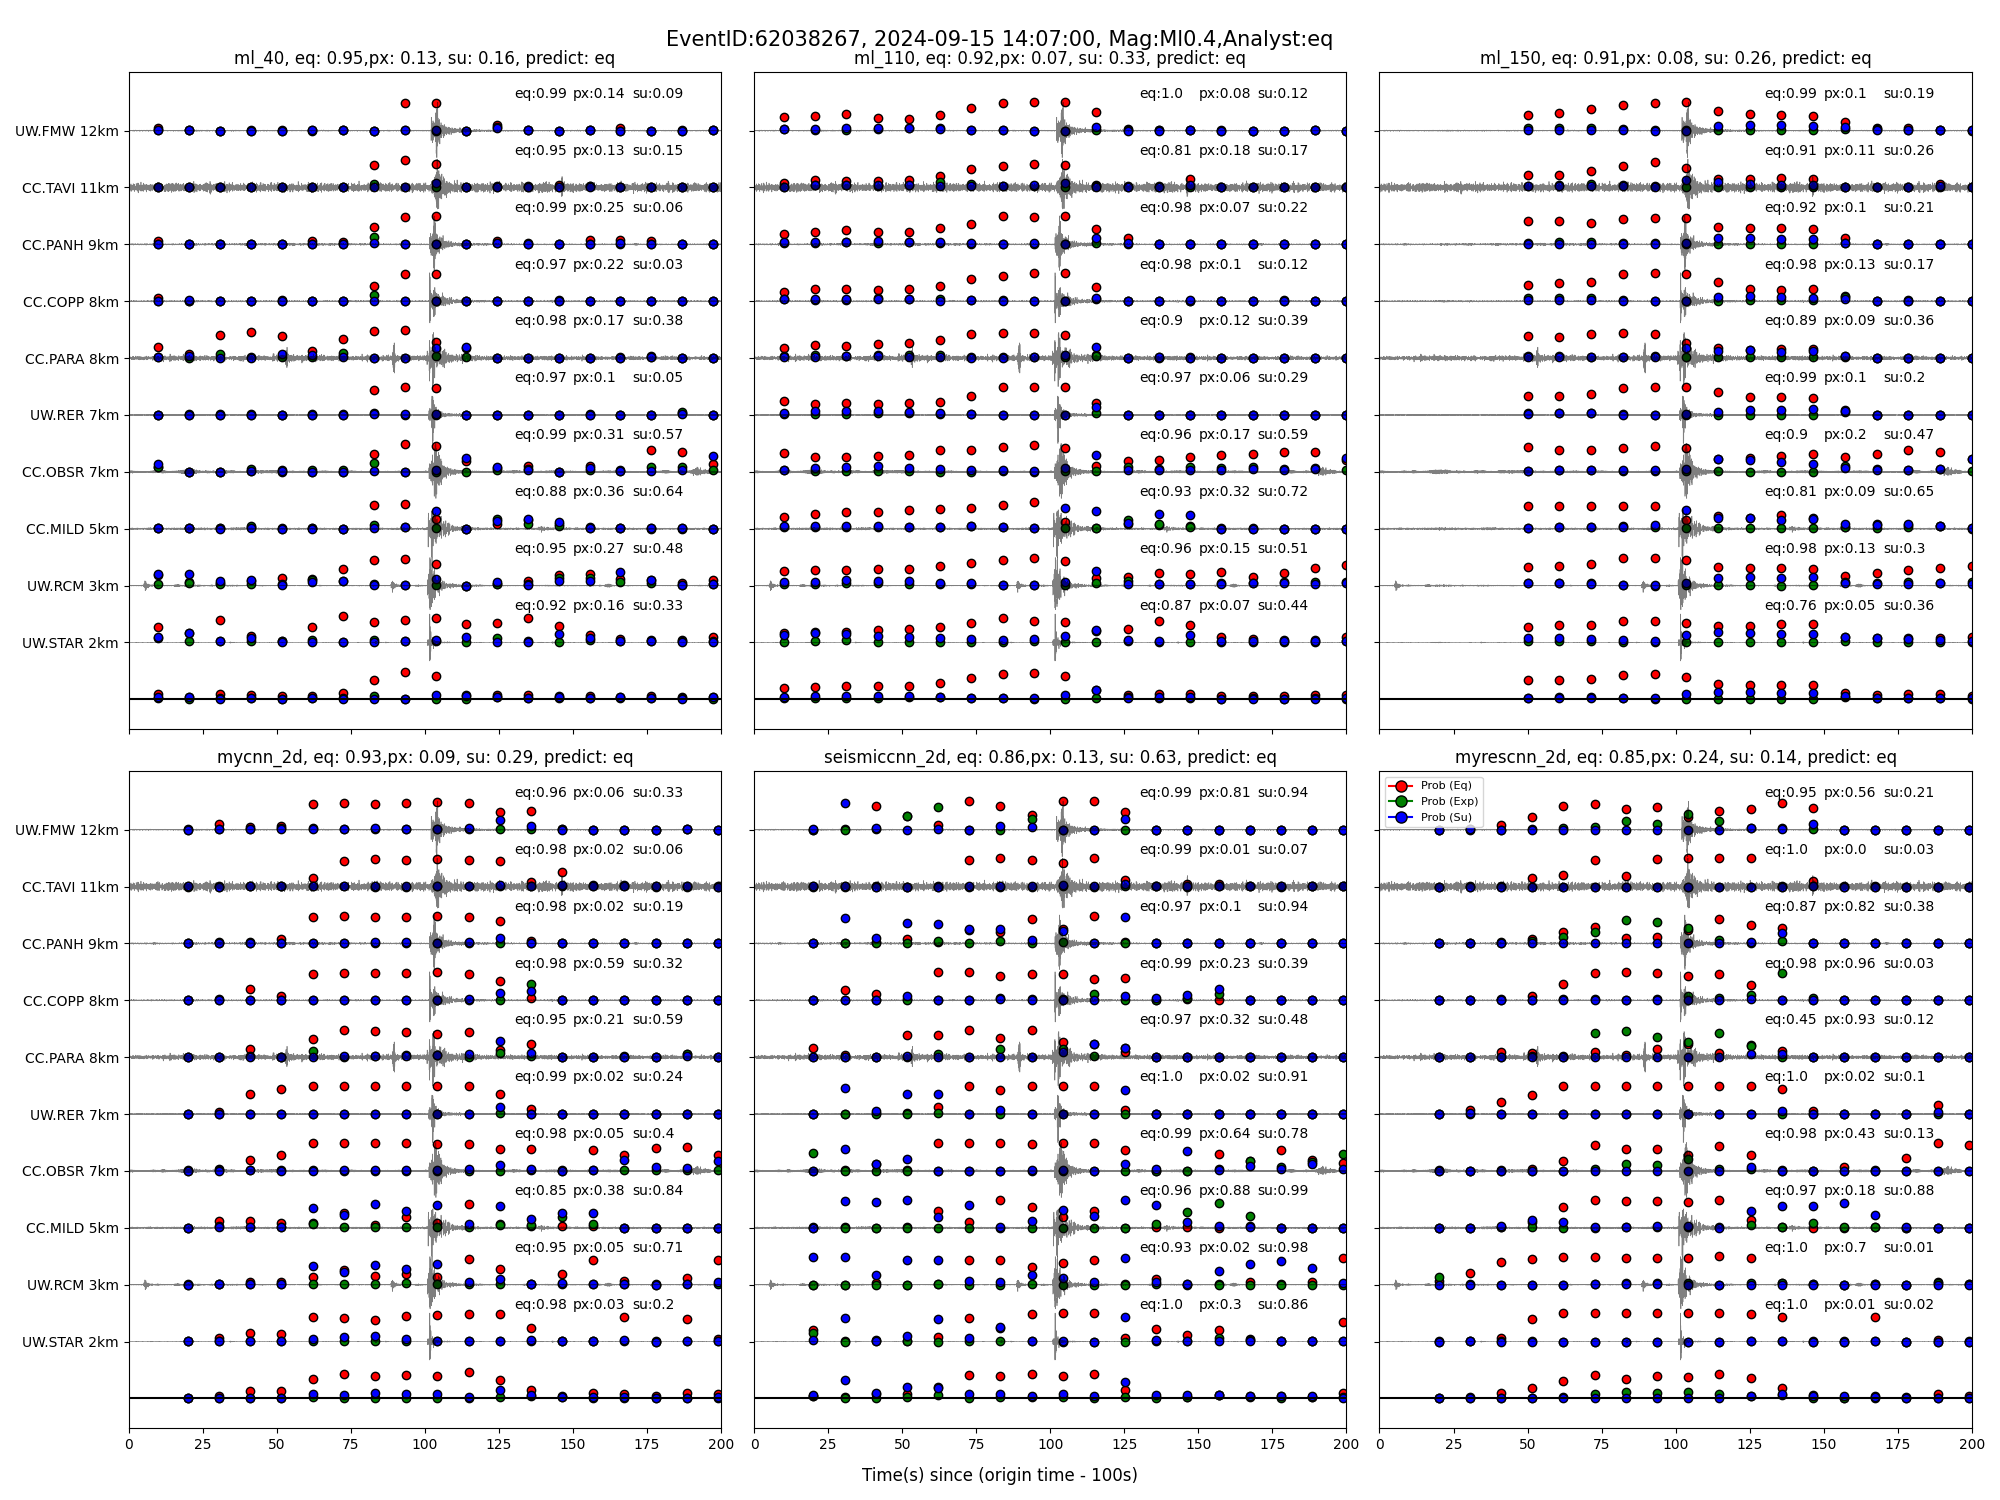 EventID:62038267, 2024-09-15 14:07:00, Mag:Ml0.4,Analyst:eq
ml_40, eq: 0.95,px: 0.13, su: 0.16, predict: eq
UW.FMW 12km
eq:0.99 px:0.14 su:0.09
CC.TAVI 11km
eq:0.95 px:0.13 su:0.15
CC.PANH 9km
eq:0.99 px:0.25 su:0.06
CC.COPP 8km
eq:0.97 px:0.22 su:0.03
CC.PARA 8km
eq:0.98 px:0.17 su:0.38
UW.RER 7km
eq:0.97 px:0.1 su:0.05
CC.OBSR 7km
eq:0.99 px:0.31 su:0.57
CC.MILD 5km
eq:0.88 px:0.36 su:0.64
UW.RCM 3km
eq:0.95 px:0.27 su:0.48
UW.STAR 2km
eq:0.92 px:0.16 su:0.33
ml_110, eq: 0.92,px: 0.07, su: 0.33, predict: eq
eq:1.0 px:0.08 su:0.12
eq:0.81 px:0.18 su:0.17
eq:0.98 px:0.07 su:0.22
eq:0.98 px:0.1 su:0.12
eq:0.9 px:0.12 su:0.39
eq:0.97 px:0.06 su:0.29
eq:0.96 px:0.17 su:0.59
eq:0.93 px:0.32 su:0.72
eq:0.96 px:0.15 su:0.51
eq:0.87 px:0.07 su:0.44
ml_150, eq: 0.91,px: 0.08, su: 0.26, predict: eq
eq:0.99 px:0.1 su:0.19
eq:0.91 px:0.11 su:0.26
eq:0.92 px:0.1 su:0.21
eq:0.98 px:0.13 su:0.17
eq:0.89 px:0.09 su:0.36
eq:0.99 px:0.1 su:0.2
eq:0.9 px:0.2 su:0.47
eq:0.81 px:0.09 su:0.65
eq:0.98 px:0.13 su:0.3
eq:0.76 px:0.05 su:0.36
mycnn_2d, eq: 0.93,px: 0.09, su: 0.29, predict: eq
UW.FMW 12km
eq:0.96 px:0.06 su:0.33
CC.TAVI 11km
eq:0.98 px:0.02 su:0.06
CC.PANH 9km
eq:0.98 px:0.02 su:0.19
CC.COPP 8km
eq:0.98 px:0.59 su:0.32
CC.PARA 8km
eq:0.95 px:0.21 su:0.59
UW.RER 7km
eq:0.99 px:0.02 su:0.24
CC.OBSR 7km
eq:0.98 px:0.05 su:0.4
CC.MILD 5km
eq:0.85 px:0.38 su:0.84
UW.RCM 3km
eq:0.95 px:0.05 su:0.71
UW.STAR 2km
eq:0.98 px:0.03 su:0.2
0 25 50 75 100 125 150 175 200
seismiccnn_2d, eq: 0.86,px: 0.13, su: 0.63, predict: eq
eq:0.99 px:0.81 su:0.94
eq:0.99 px:0.01 su:0.07
eq:0.97 px:0.1 su:0.94
eq:0.99 px:0.23 su:0.39
eq:0.97 px:0.32 su:0.48
eq:1.0 px:0.02 su:0.91
eq:0.99 px:0.64 su:0.78
eq:0.96 px:0.88 su:0.99
eq:0.93 px:0.02 su:0.98
eq:1.0 px:0.3 su:0.86
0 25 50 75 100 125 150 175 200
myrescnn_2d, eq: 0.85,px: 0.24, su: 0.14, predict: eq
Prob (Eq)
Prob (Exp)
Prob (Su)
eq:0.95 px:0.56 su:0.21
eq:1.0 px:0.0 su:0.03
eq:0.87 px:0.82 su:0.38
eq:0.98 px:0.96 su:0.03
eq:0.45 px:0.93 su:0.12
eq:1.0 px:0.02 su:0.1
eq:0.98 px:0.43 su:0.13
eq:0.97 px:0.18 su:0.88
eq:1.0 px:0.7 su:0.01
eq:1.0 px:0.01 su:0.02
0 25 50 75 100 125 150 175 200
Time(s) since (origin time - 100s)